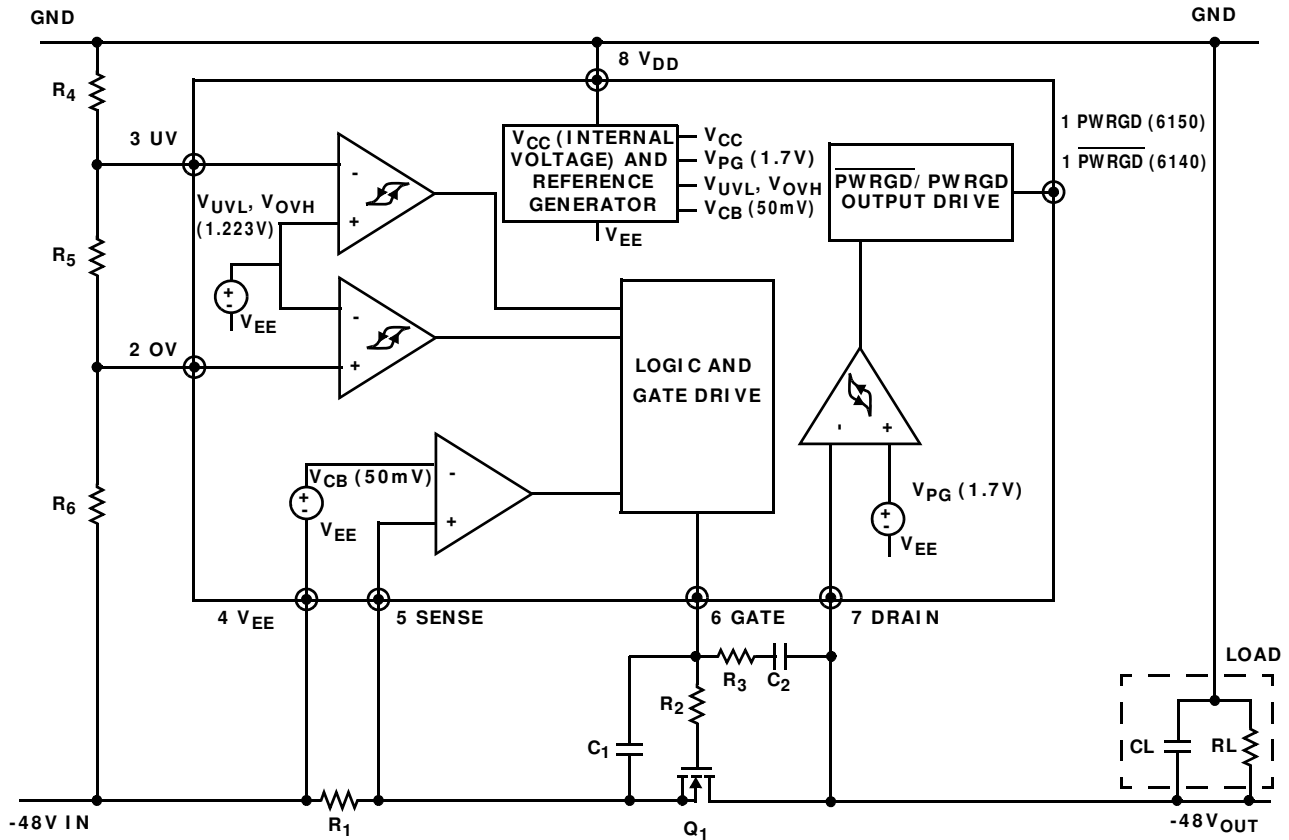 GND
GND
8 VDD
R4
3 UV
1 PWRGD (6150)
1 PWRGD (6140)
VCC (INTERNAL
VOLTAGE) AND
REFERENCE
GENERATOR
VCC
VPG (1.7V)
VUVL, VOVH
VCB (50mV)
VEE
PWRGD/ PWRGD
OUTPUT DRIVE
-
+
VUVL, VOVH
(1.223V)
R5
+
-
VEE
-
+
2 OV
LOGIC AND
GATE DRIVE
-
+
VPG (1.7V)
+
-
VEE
VCB (50mV)
-
+
R6
+
-
VEE
4 VEE
5 SENSE
6 GATE
7 DRAIN
LOAD
R3
C2
R2
C1
CL
RL
-48V IN
R1
Q1
-48VOUT